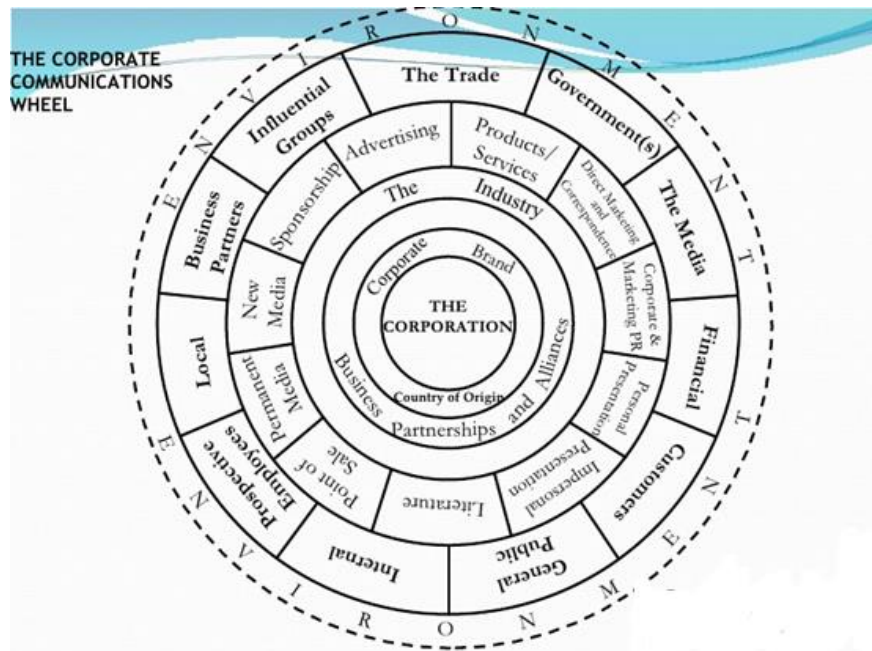 THE CORPORATE
COMMUNICATIONS
WHEEL
ENVIRONMENT
ENVIRONMENT
The Trade
Government(s)
The Media
Financial
Customers
General
Public
Internal
Prospective
Employees
Local
Business
Partners
Influential
Groups
Advertising
Products/
Services
Direct Marketing
and
Correspondence
Corporate &
Marketing PR
Personal
Presentation
Impersonal
Presentation
Literature
Point of
Sale
Permanent
Media
New
Media
Sponsorship
The Industry
Business Partnerships and Alliances
Corporate Brand
Country of Origin
THE
CORPORATION